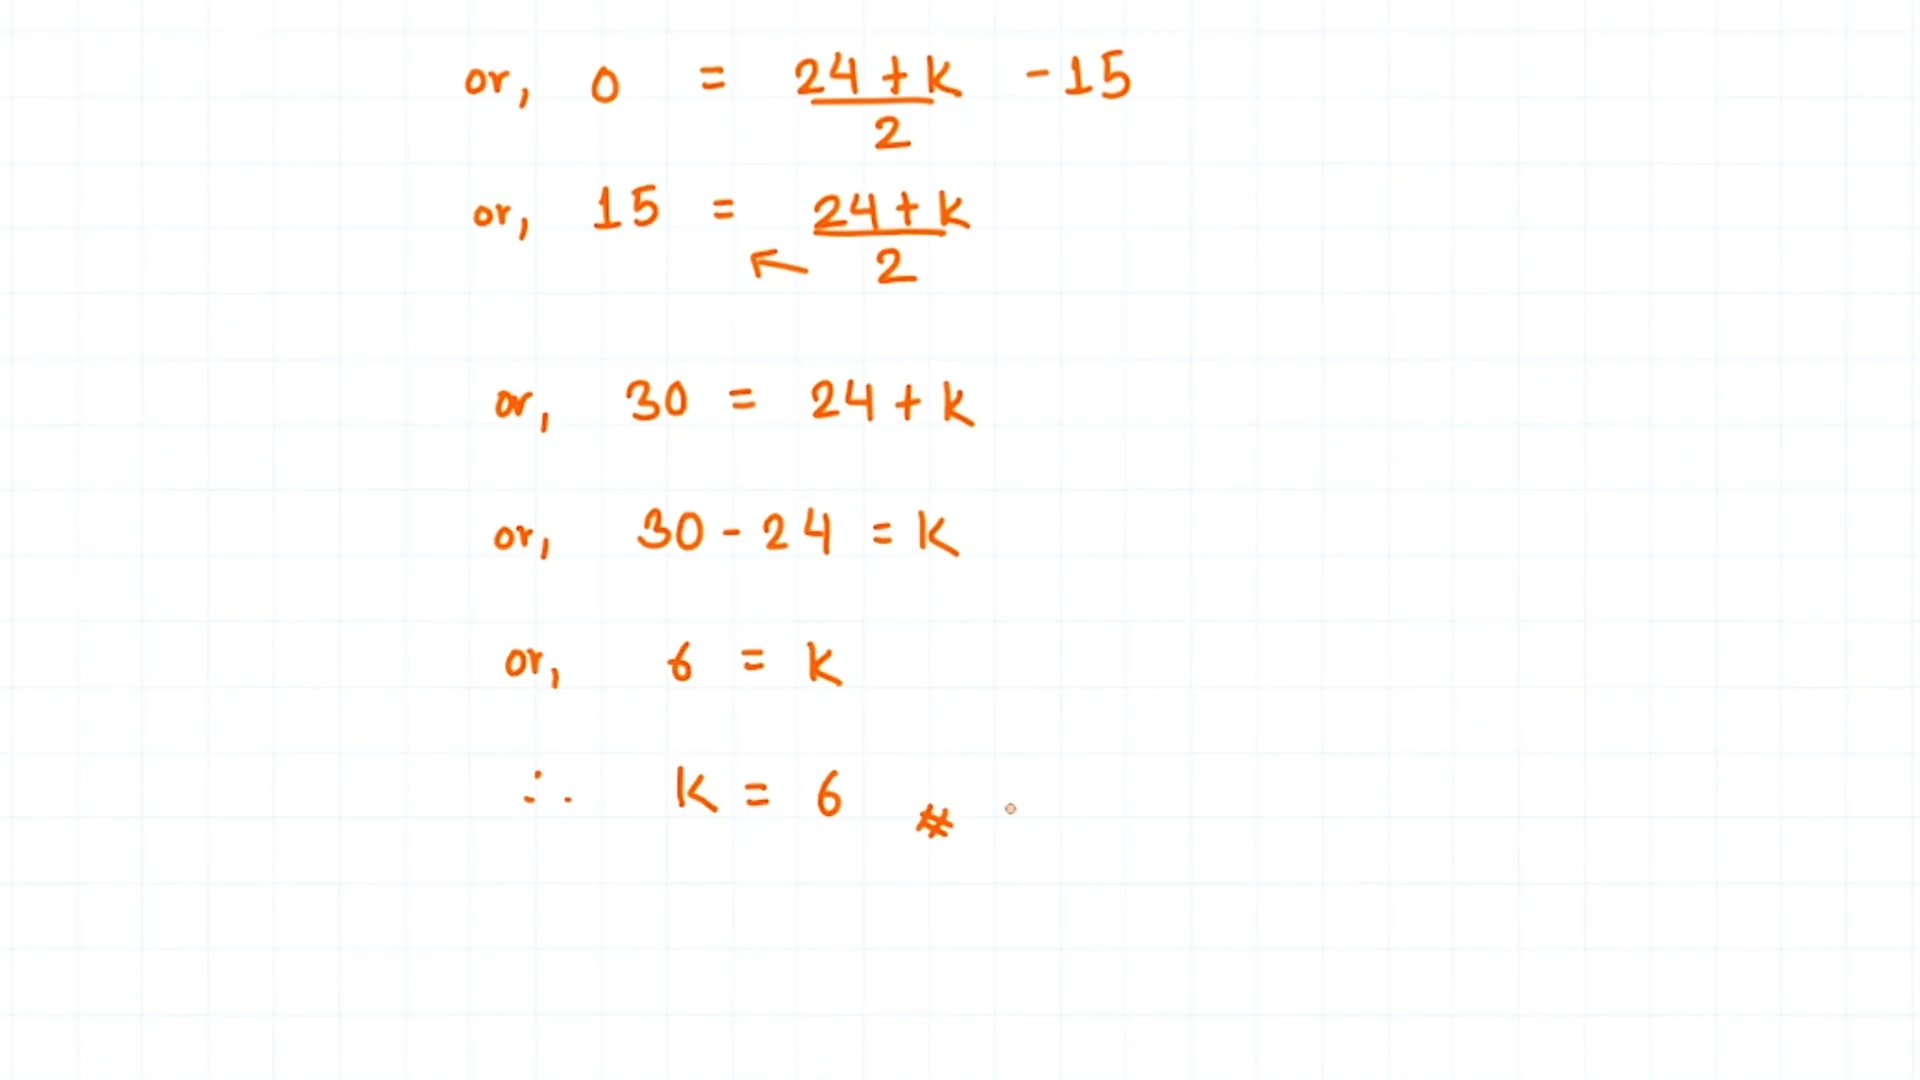 or, 0 = 24 + k - 15
2
or, 15 = 24 + k
2
or, 30 = 24 + k
or, 30 - 24 = k
or, 6 = k
∴ k = 6 #